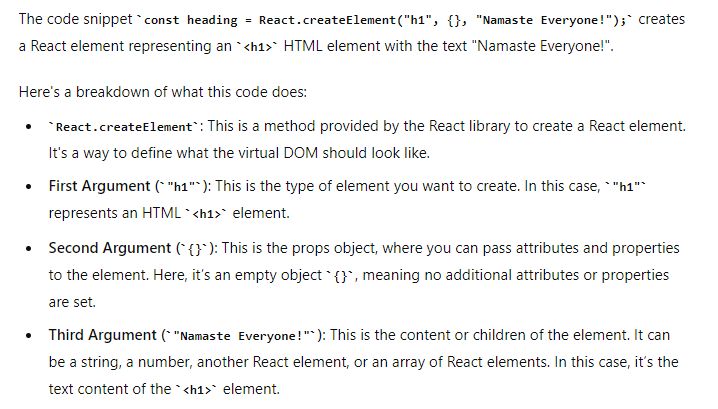 The code snippet `const heading = React.createElement("h1", {}, "Namaste Everyone!");` creates
a React element representing an `<h1>` HTML element with the text "Namaste Everyone!".
Here's a breakdown of what this code does:
• `React.createElement`: This is a method provided by the React library to create a React element.
It's a way to define what the virtual DOM should look like.
• First Argument (`"h1"`): This is the type of element you want to create. In this case, `"h1"`
represents an HTML `<h1>` element.
• Second Argument (`{}`): This is the props object, where you can pass attributes and properties
to the element. Here, it's an empty object `{}`, meaning no additional attributes or properties
are set.
• Third Argument (`"Namaste Everyone!"`): This is the content or children of the element. It can
be a string, a number, another React element, or an array of React elements. In this case, it's the
text content of the `<h1>` element.